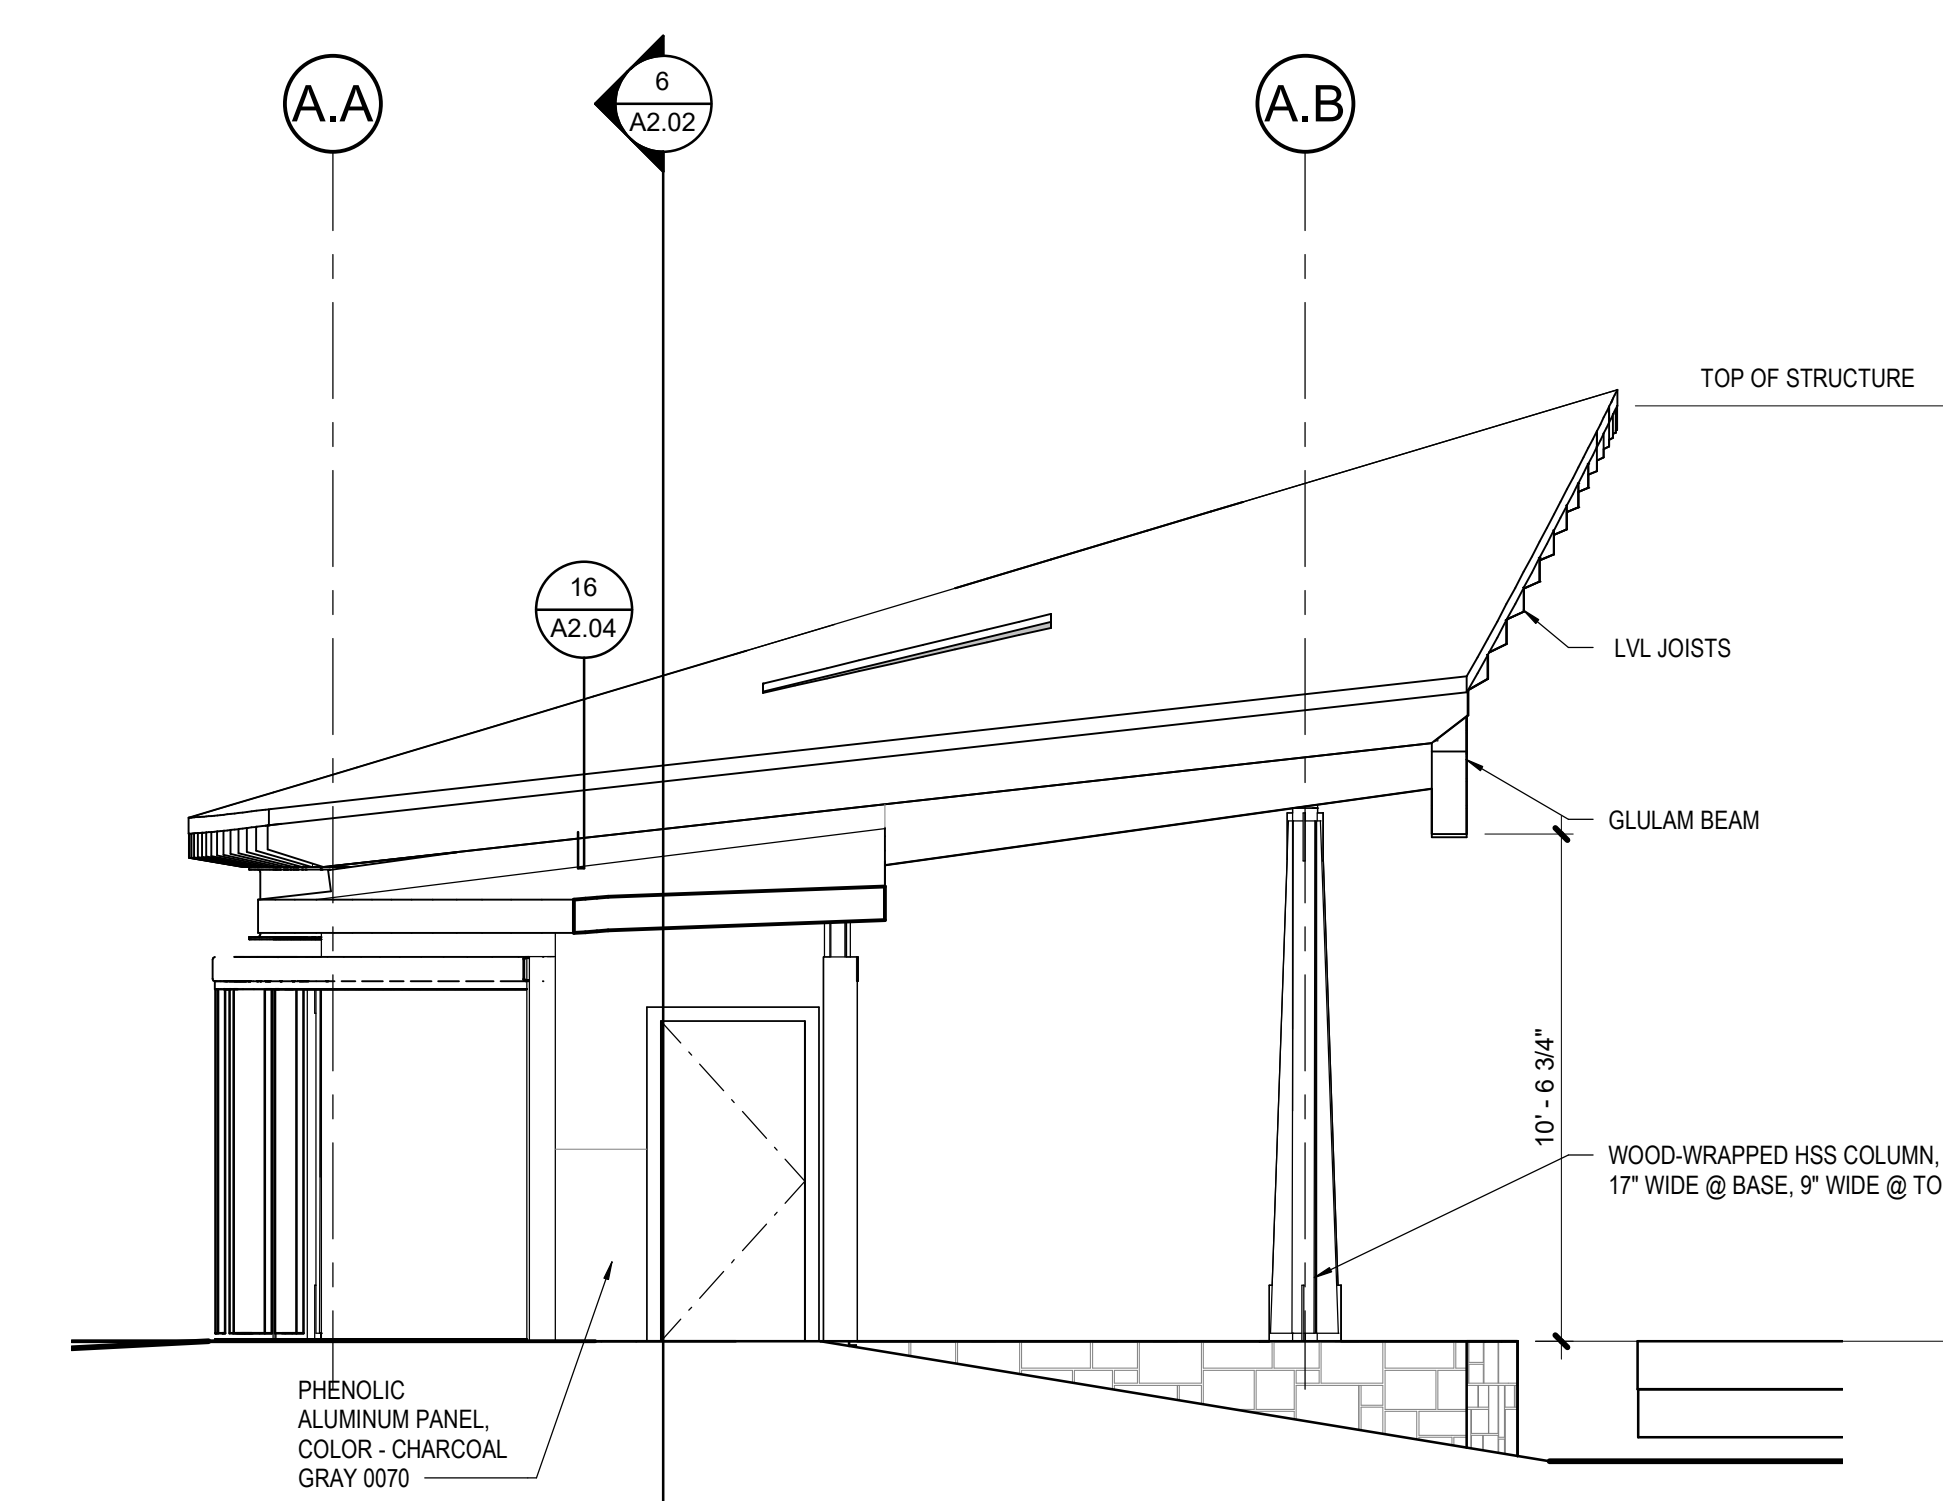 A.A
6
A2.02
A.B
TOP OF STRUCTURE
16
A2.04
LVL JOISTS
GLULAM BEAM
10' - 6 3/4"
WOOD-WRAPPED HSS COLUMN,
17" WIDE @ BASE, 9" WIDE @ TO
PHENOLIC
ALUMINUM PANEL,
COLOR - CHARCOAL
GRAY 0070